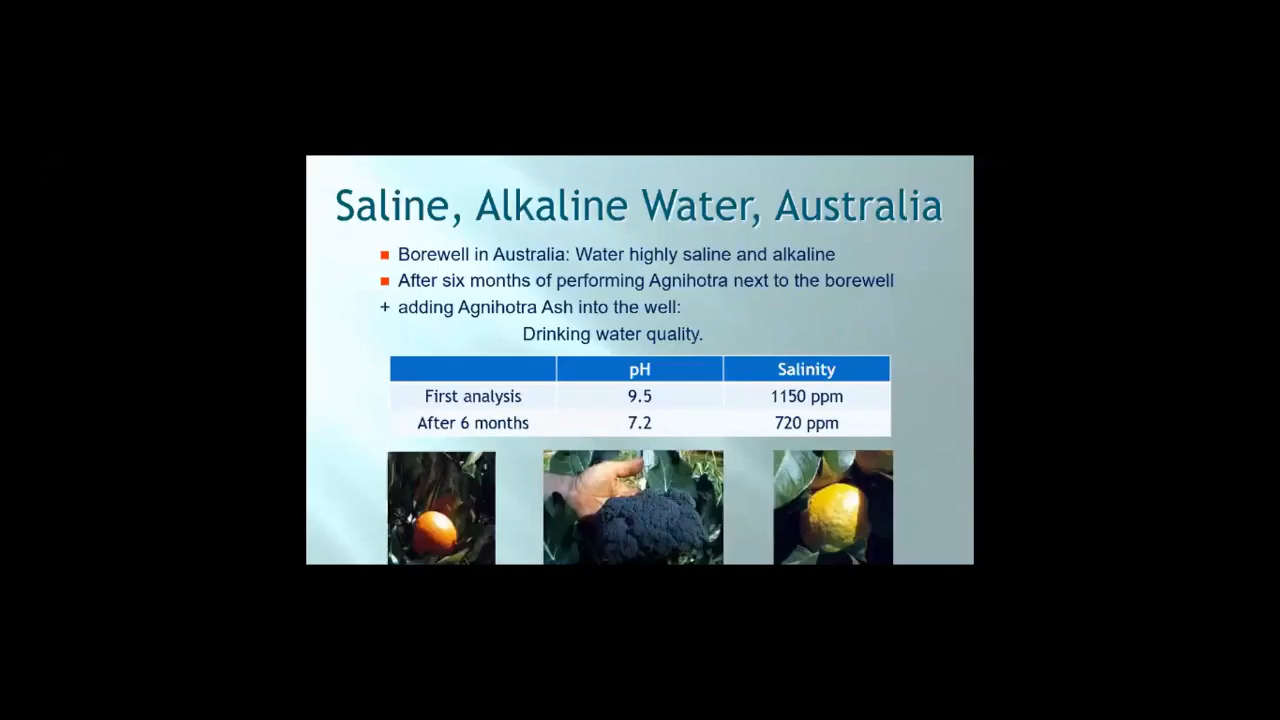 Saline, Alkaline Water, Australia
Borewell in Australia: Water highly saline and alkaline
After six months of performing Agnihotra next to the borewell
+ adding Agnihotra Ash into the well:
Drinking water quality.
pH Salinity
First analysis 9.5 1150 ppm
After 6 months 7.2 720 ppm